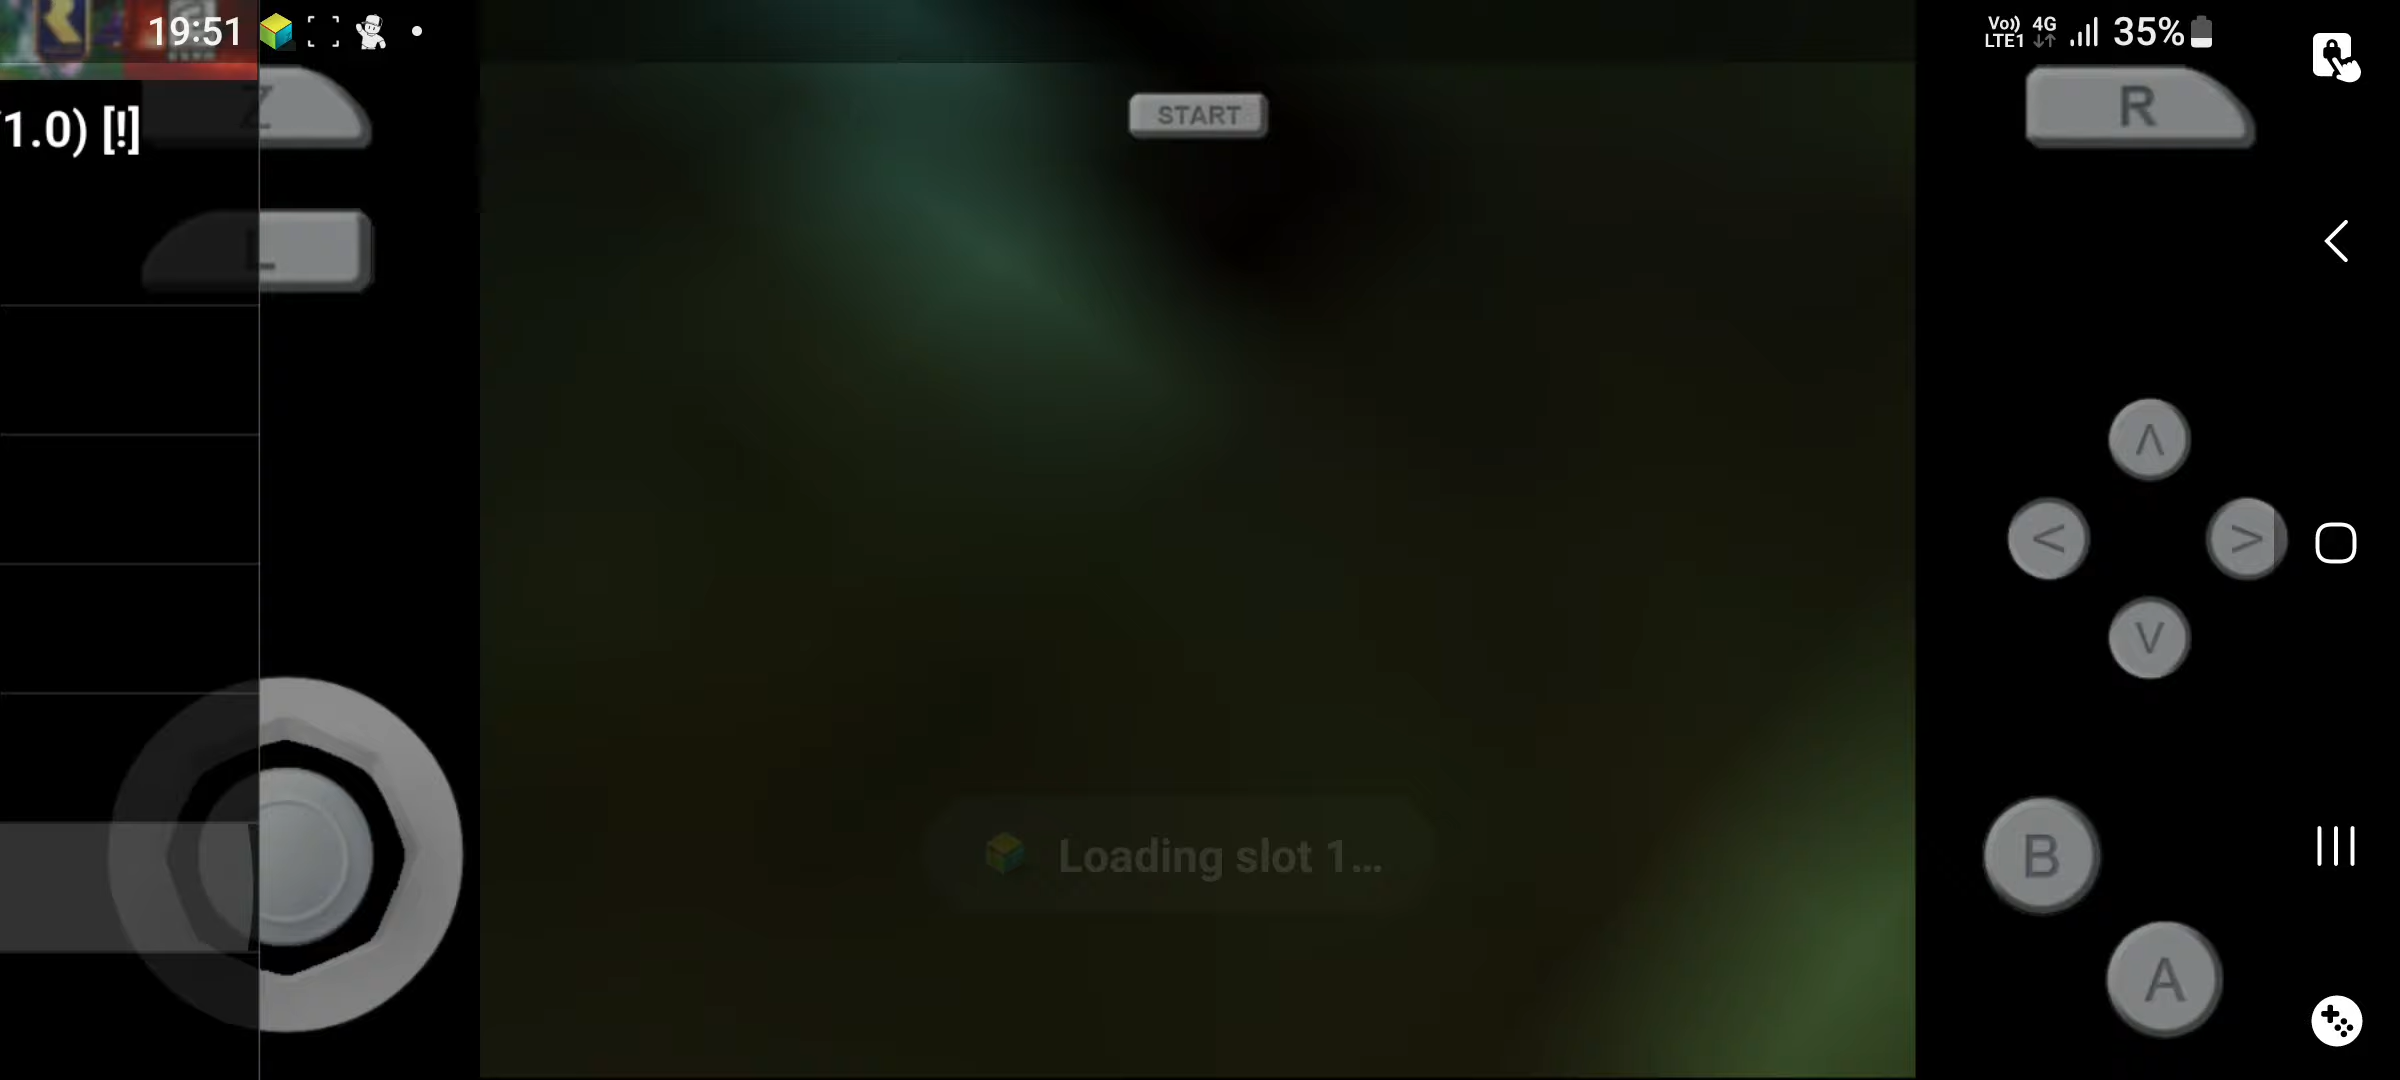 19:51
Vo)) 4G
LTE1
35%
1.0) [!]
Z
START
R
L
Λ
< >
V
Loading slot 1...
B
A